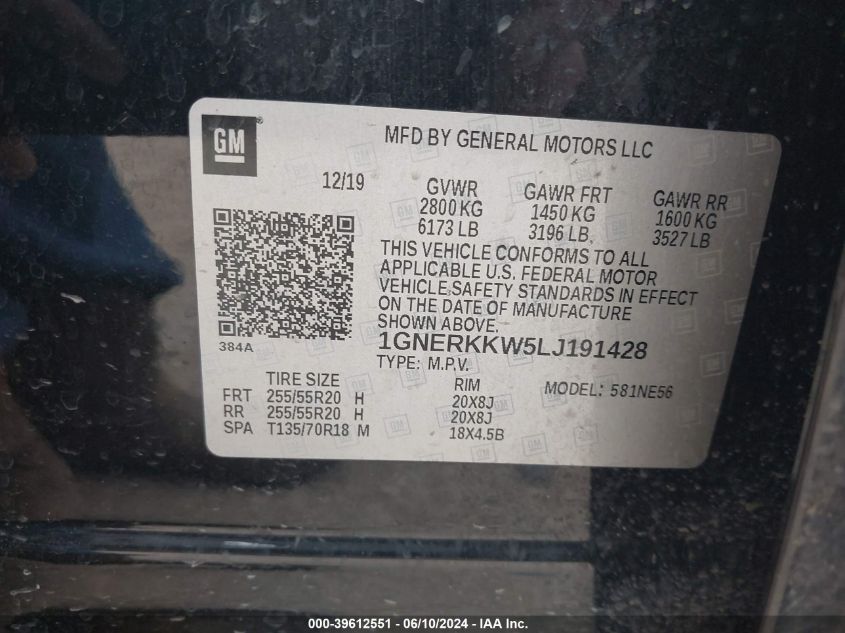 GM
MFD BY GENERAL MOTORS LLC
12/19
GVWR GAWR FRT GAWR RR
2800 KG 1450 KG 1600 KG
6173 LB 3196 LB 3527 LB
THIS VEHICLE CONFORMS TO ALL
APPLICABLE U.S. FEDERAL MOTOR
VEHICLE SAFETY STANDARDS IN EFFECT
ON THE DATE OF MANUFACTURE
SHOWN ABOVE.
384A
1GNERKKW5LJ191428
TYPE: M.P.V.
TIRE SIZE RIM MODEL: 581NE56
FRT 255/55R20 H 20X8J
RR 255/55R20 H 20X8J
SPA T135/70R18 M 18X4.5B
000-39612551 - 06/10/2024 - IAA Inc.